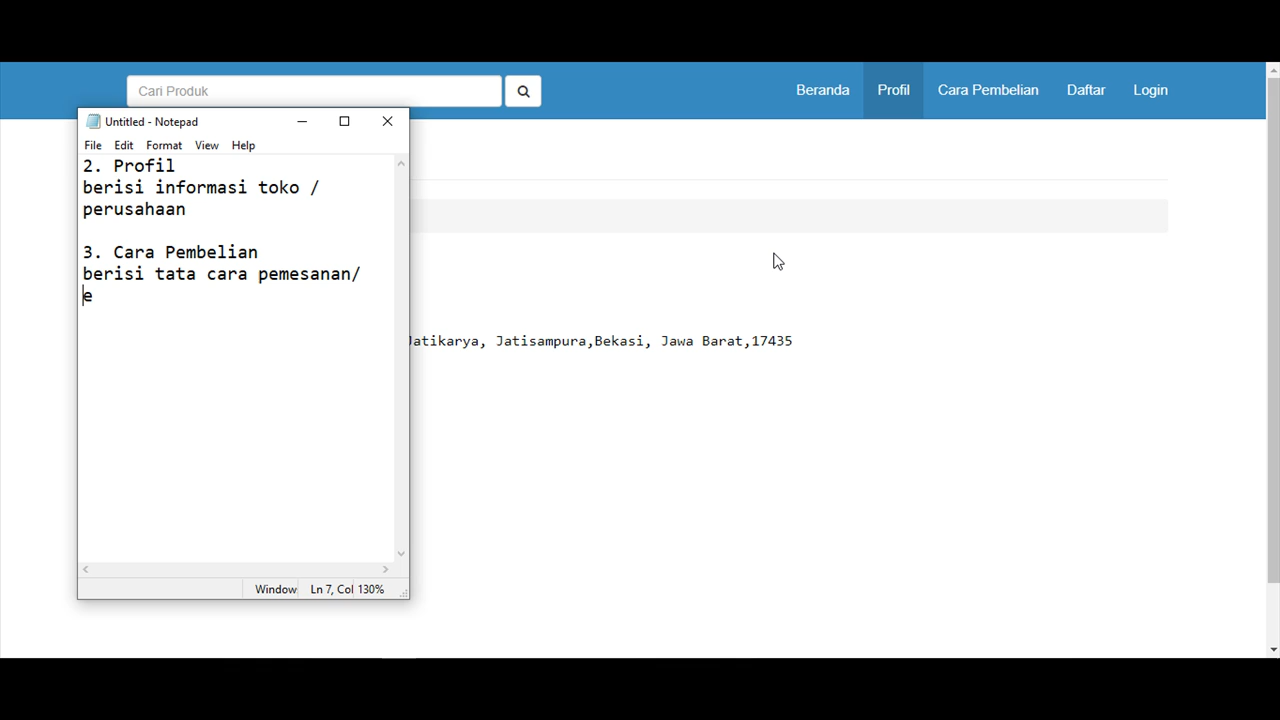 Cari Produk
Beranda
Profil
Cara Pembelian
Daftar
Login
Untitled - Notepad
File Edit Format View Help
2. Profil
berisi informasi toko /
perusahaan
3. Cara Pembelian
berisi tata cara pemesanan/
e
Jatikarya, Jatisampura,Bekasi, Jawa Barat,17435
Window
Ln 7, Col
130%